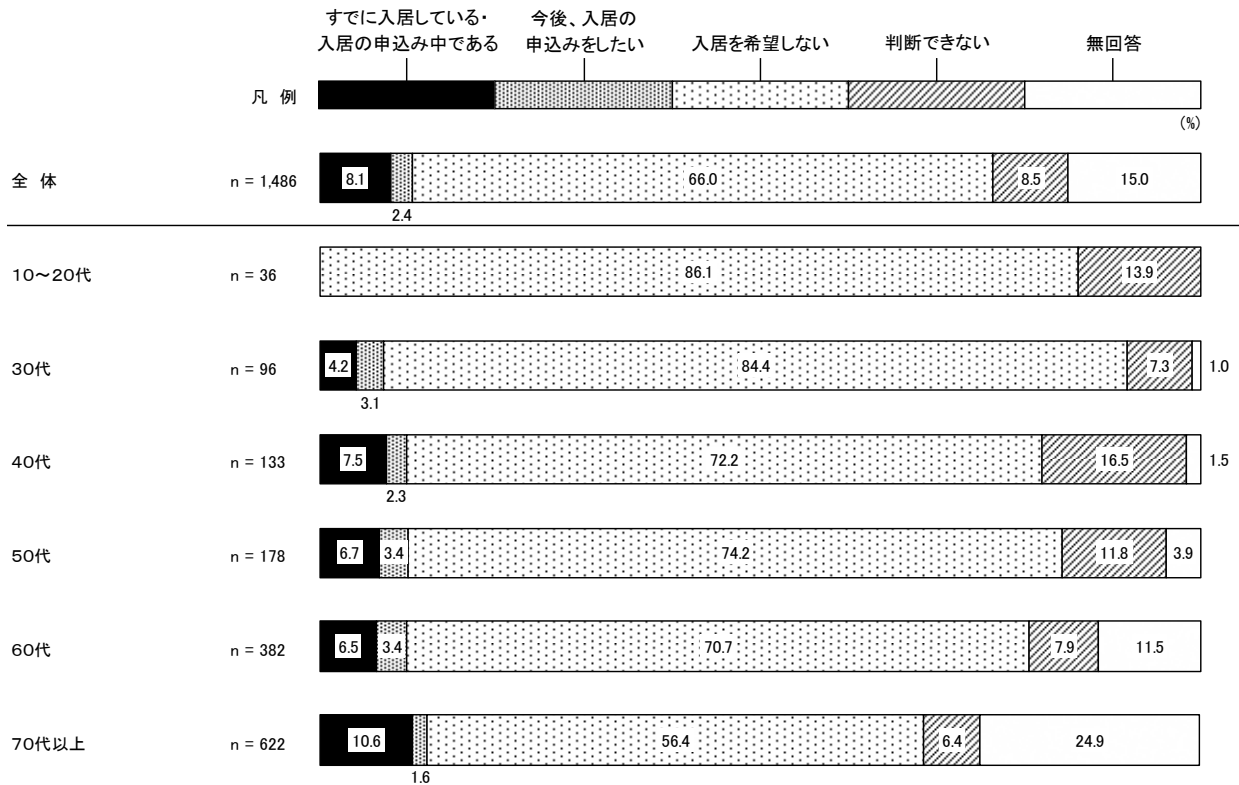 すでに入居している・
入居の申込み中である
今後、入居の
申込みをしたい
入居を希望しない
判断できない
無回答
凡 例
(%)
全 体 n = 1,486 8.1 66.0 8.5 15.0
2.4
10～20代 n = 36 86.1 13.9
30代 n = 96 4.2 84.4 7.3 1.0
3.1
40代 n = 133 7.5 72.2 16.5 1.5
2.3
50代 n = 178 6.7 3.4 74.2 11.8 3.9
60代 n = 382 6.5 3.4 70.7 7.9 11.5
70代以上 n = 622 10.6 56.4 6.4 24.9
1.6